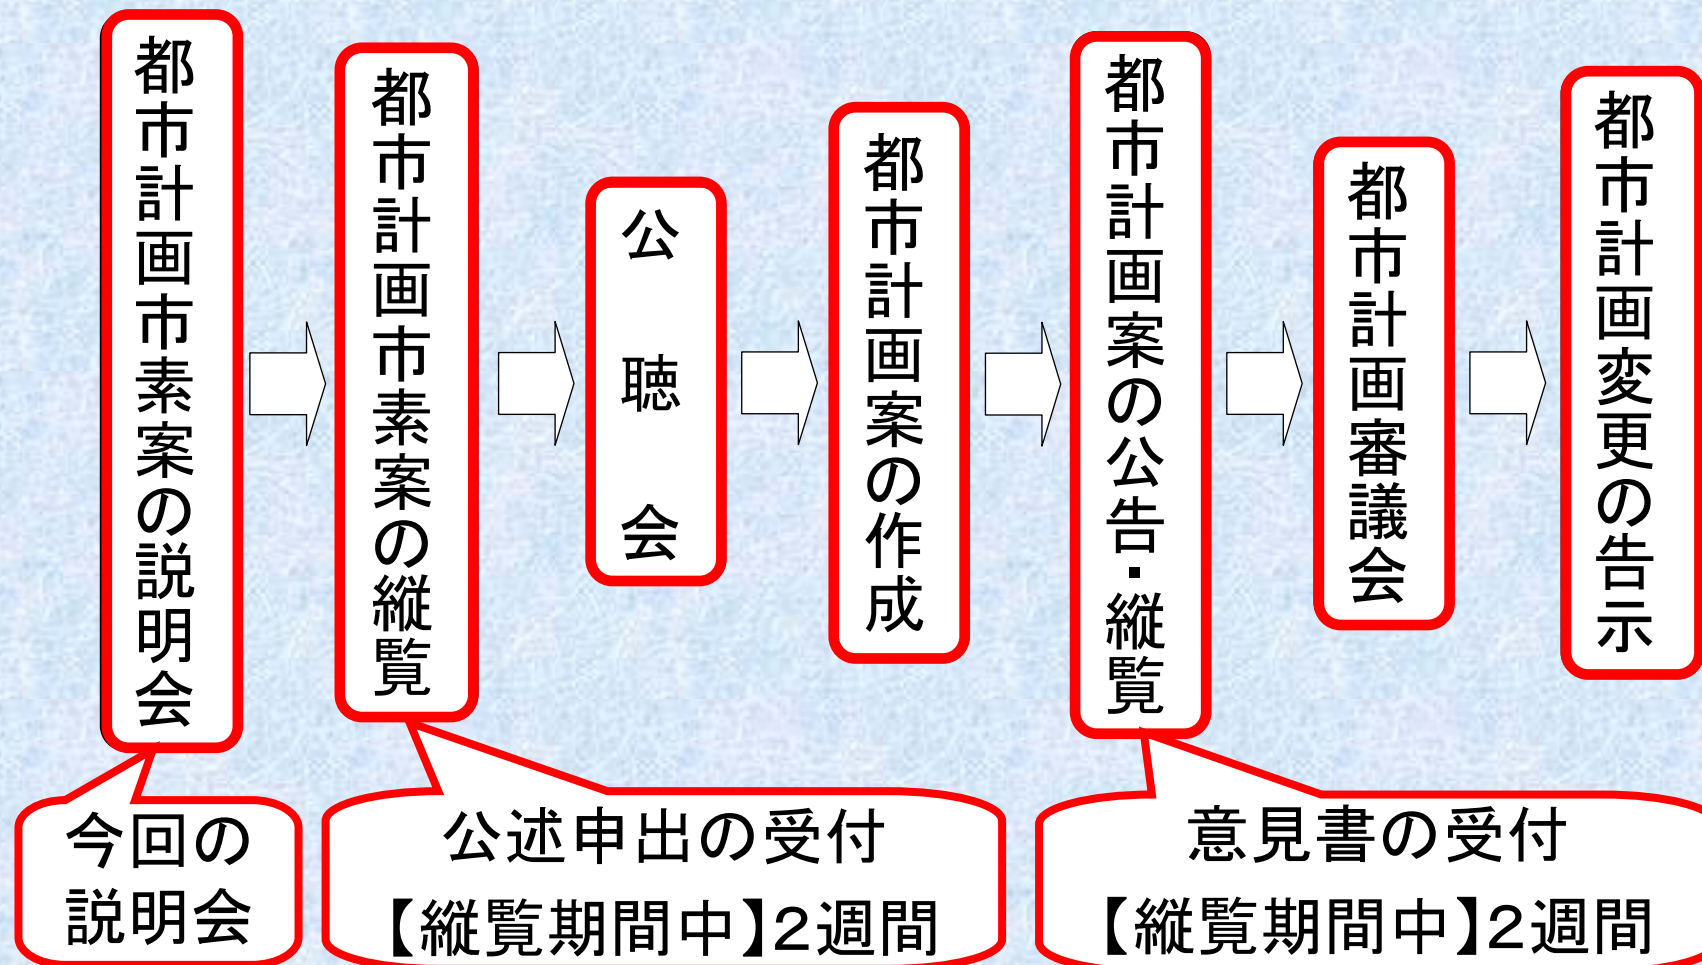 都市計画市素案の説明会
都市計画市素案の縦覧
公聴会
都市計画案の作成
都市計画案の公告・縦覧
都市計画審議会
都市計画変更の告示
今回の
説明会
公述申出の受付
【縦覧期間中】2週間
意見書の受付
【縦覧期間中】2週間